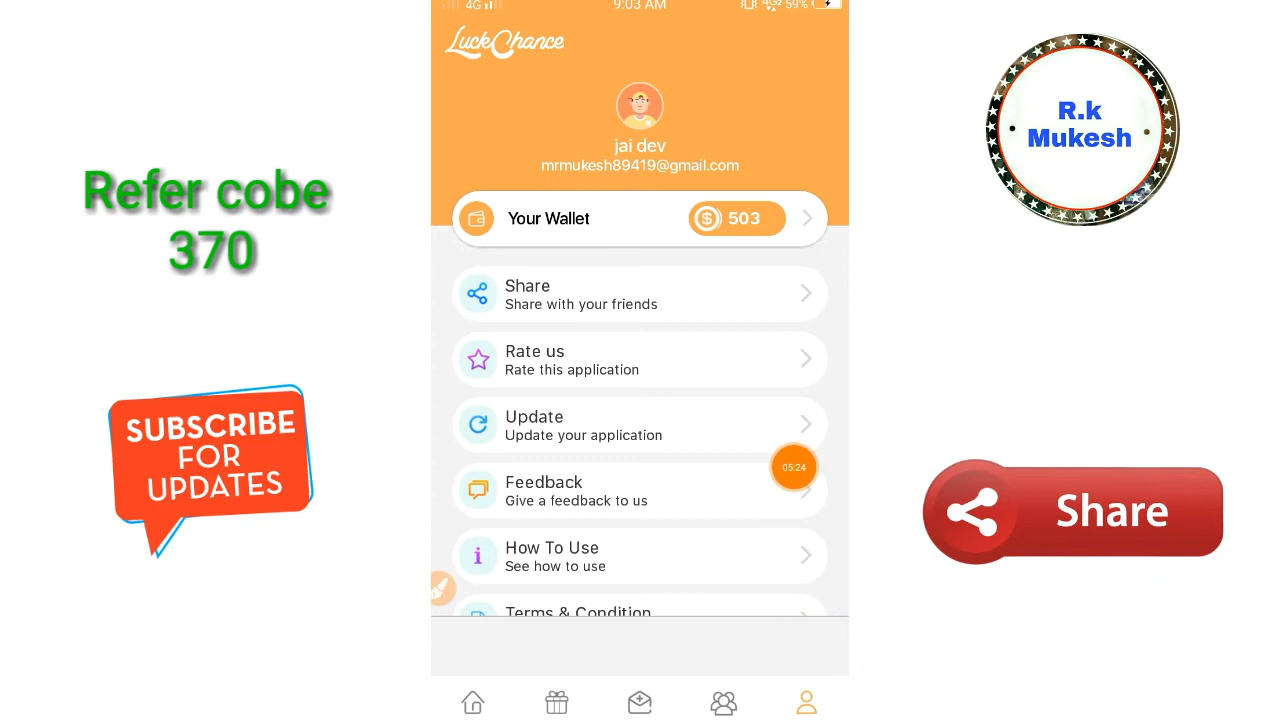 4G
9:03 AM
4G2 59%
LuckChance
jai dev
mrmukesh89419@gmail.com
Your Wallet
$ 503
Share
Share with your friends
Rate us
Rate this application
Update
Update your application
05:24
Feedback
Give a feedback to us
How To Use
See how to use
Terms & Condition
Refer cobe
370
SUBSCRIBE
FOR
UPDATES
R.k
Mukesh
Share